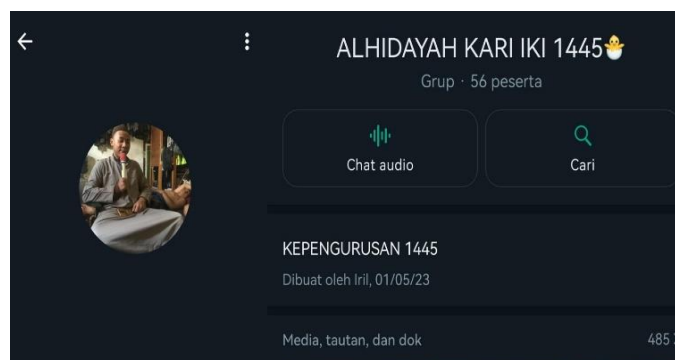 ALHIDAYAH KARI IKI 1445🐣
Grup · 56 peserta
Chat audio
Cari
KEPENGURUSAN 1445
Dibuat oleh Iril, 01/05/23
Media, tautan, dan dok
485